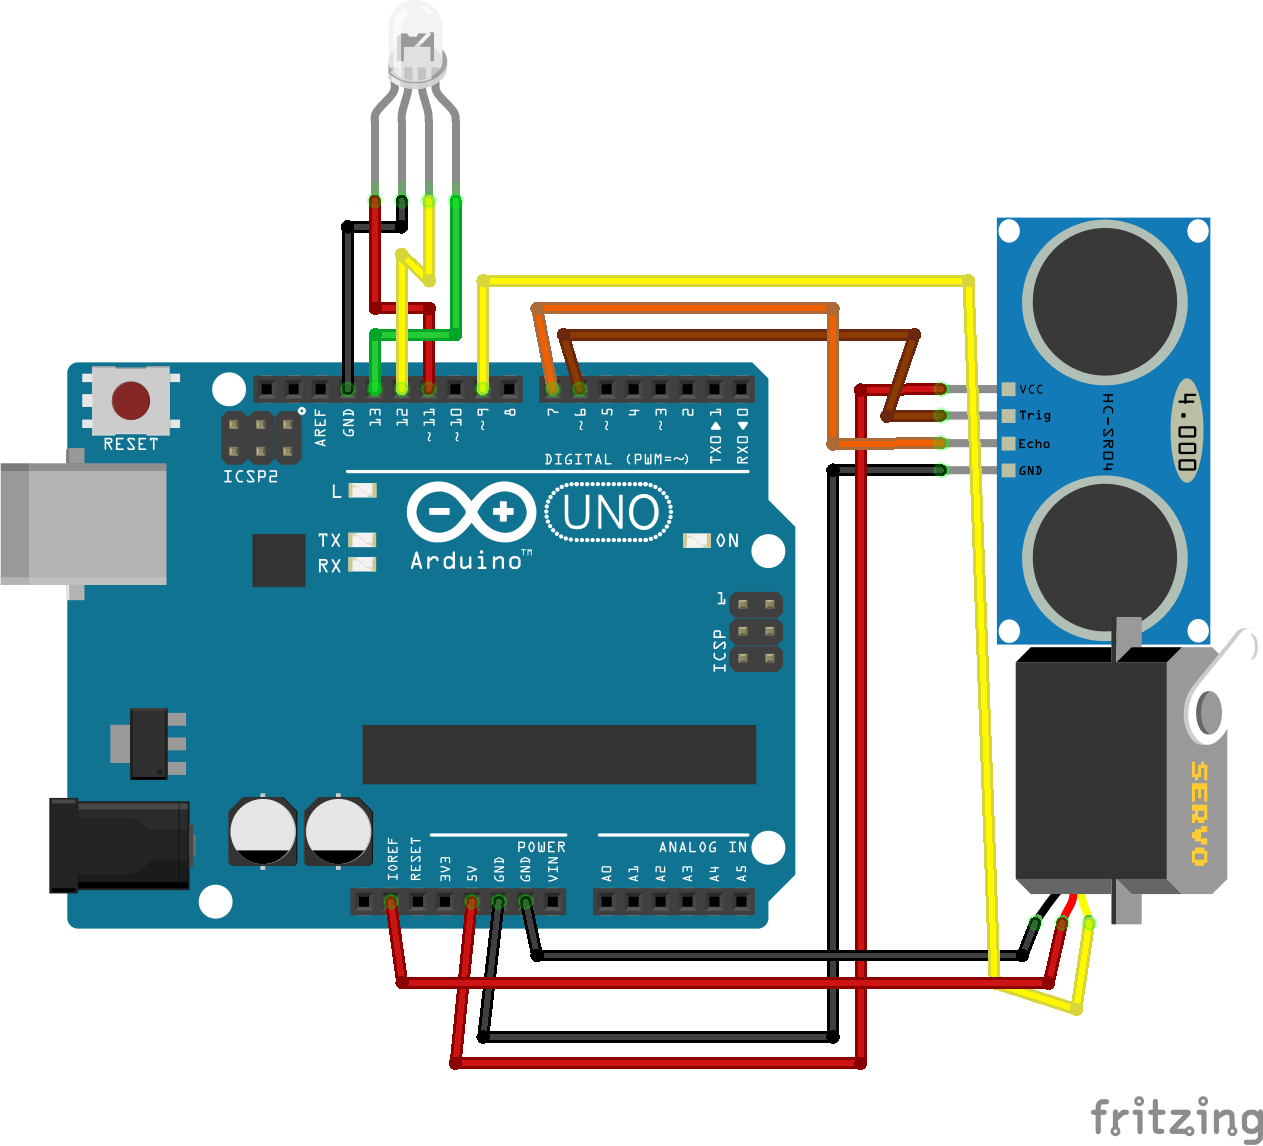 RESET
ICSP2
AREF
GND
13
12
~11
~10
~9
8
7
~6
~5
4
~3
2
TX0▶1
RX0◀0
DIGITAL (PWM=~)
L
TX
RX
Arduino™
UNO
ON
1
ICSP
VCC
Trig
Echo
GND
HC-SR04
4.000
SERVO
POWER
ANALOG IN
IOREF
RESET
3V3
5V
GND
GND
VIN
A0
A1
A2
A3
A4
A5
fritzing